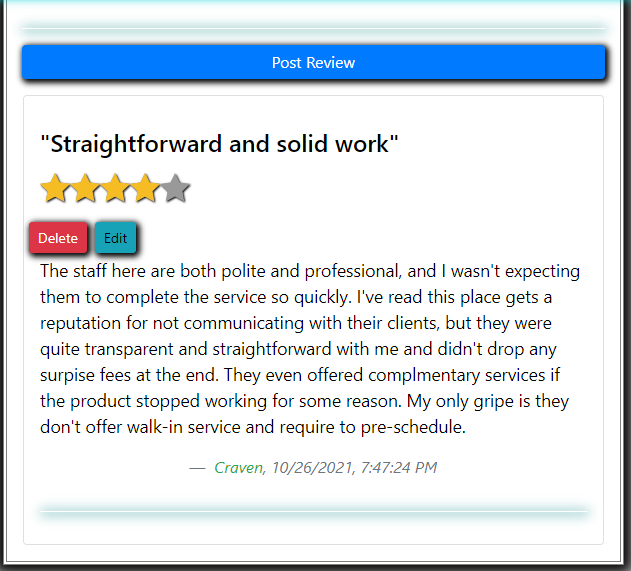 Post Review
"Straightforward and solid work"
Delete Edit
The staff here are both polite and professional, and I wasn't expecting
them to complete the service so quickly. I've read this place gets a
reputation for not communicating with their clients, but they were
quite transparent and straightforward with me and didn't drop any
surpise fees at the end. They even offered complmentary services if
the product stopped working for some reason. My only gripe is they
don't offer walk-in service and require to pre-schedule.
— Craven, 10/26/2021, 7:47:24 PM